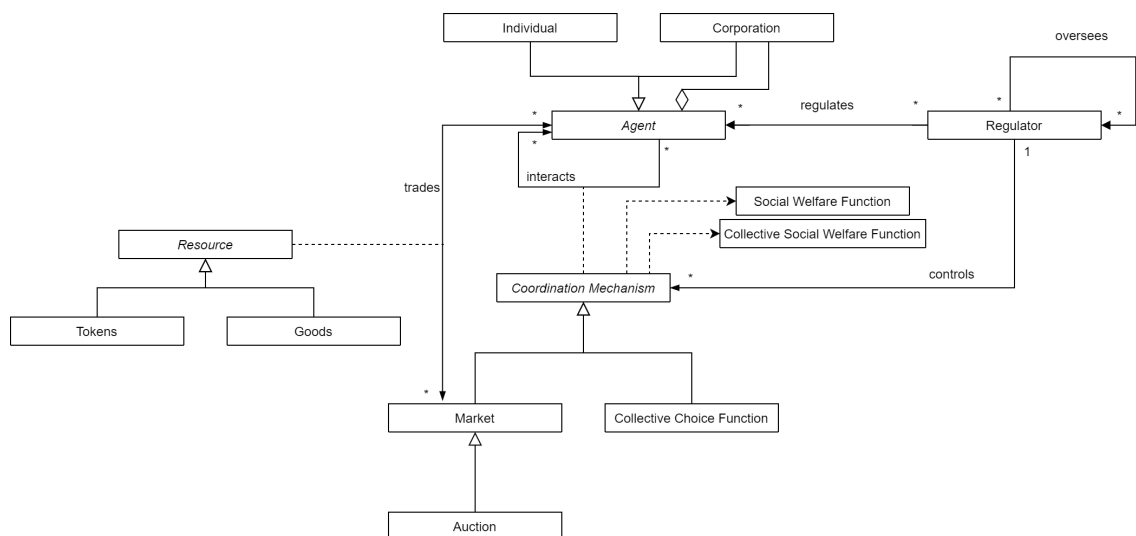 Individual
Corporation
oversees
*
*
*
regulates
*
*
*
Agent
Regulator
*
*
1
interacts
trades
Social Welfare Function
Collective Social Welfare Function
Resource
Coordination Mechanism
*
controls
Tokens
Goods
*
Market
Collective Choice Function
Auction